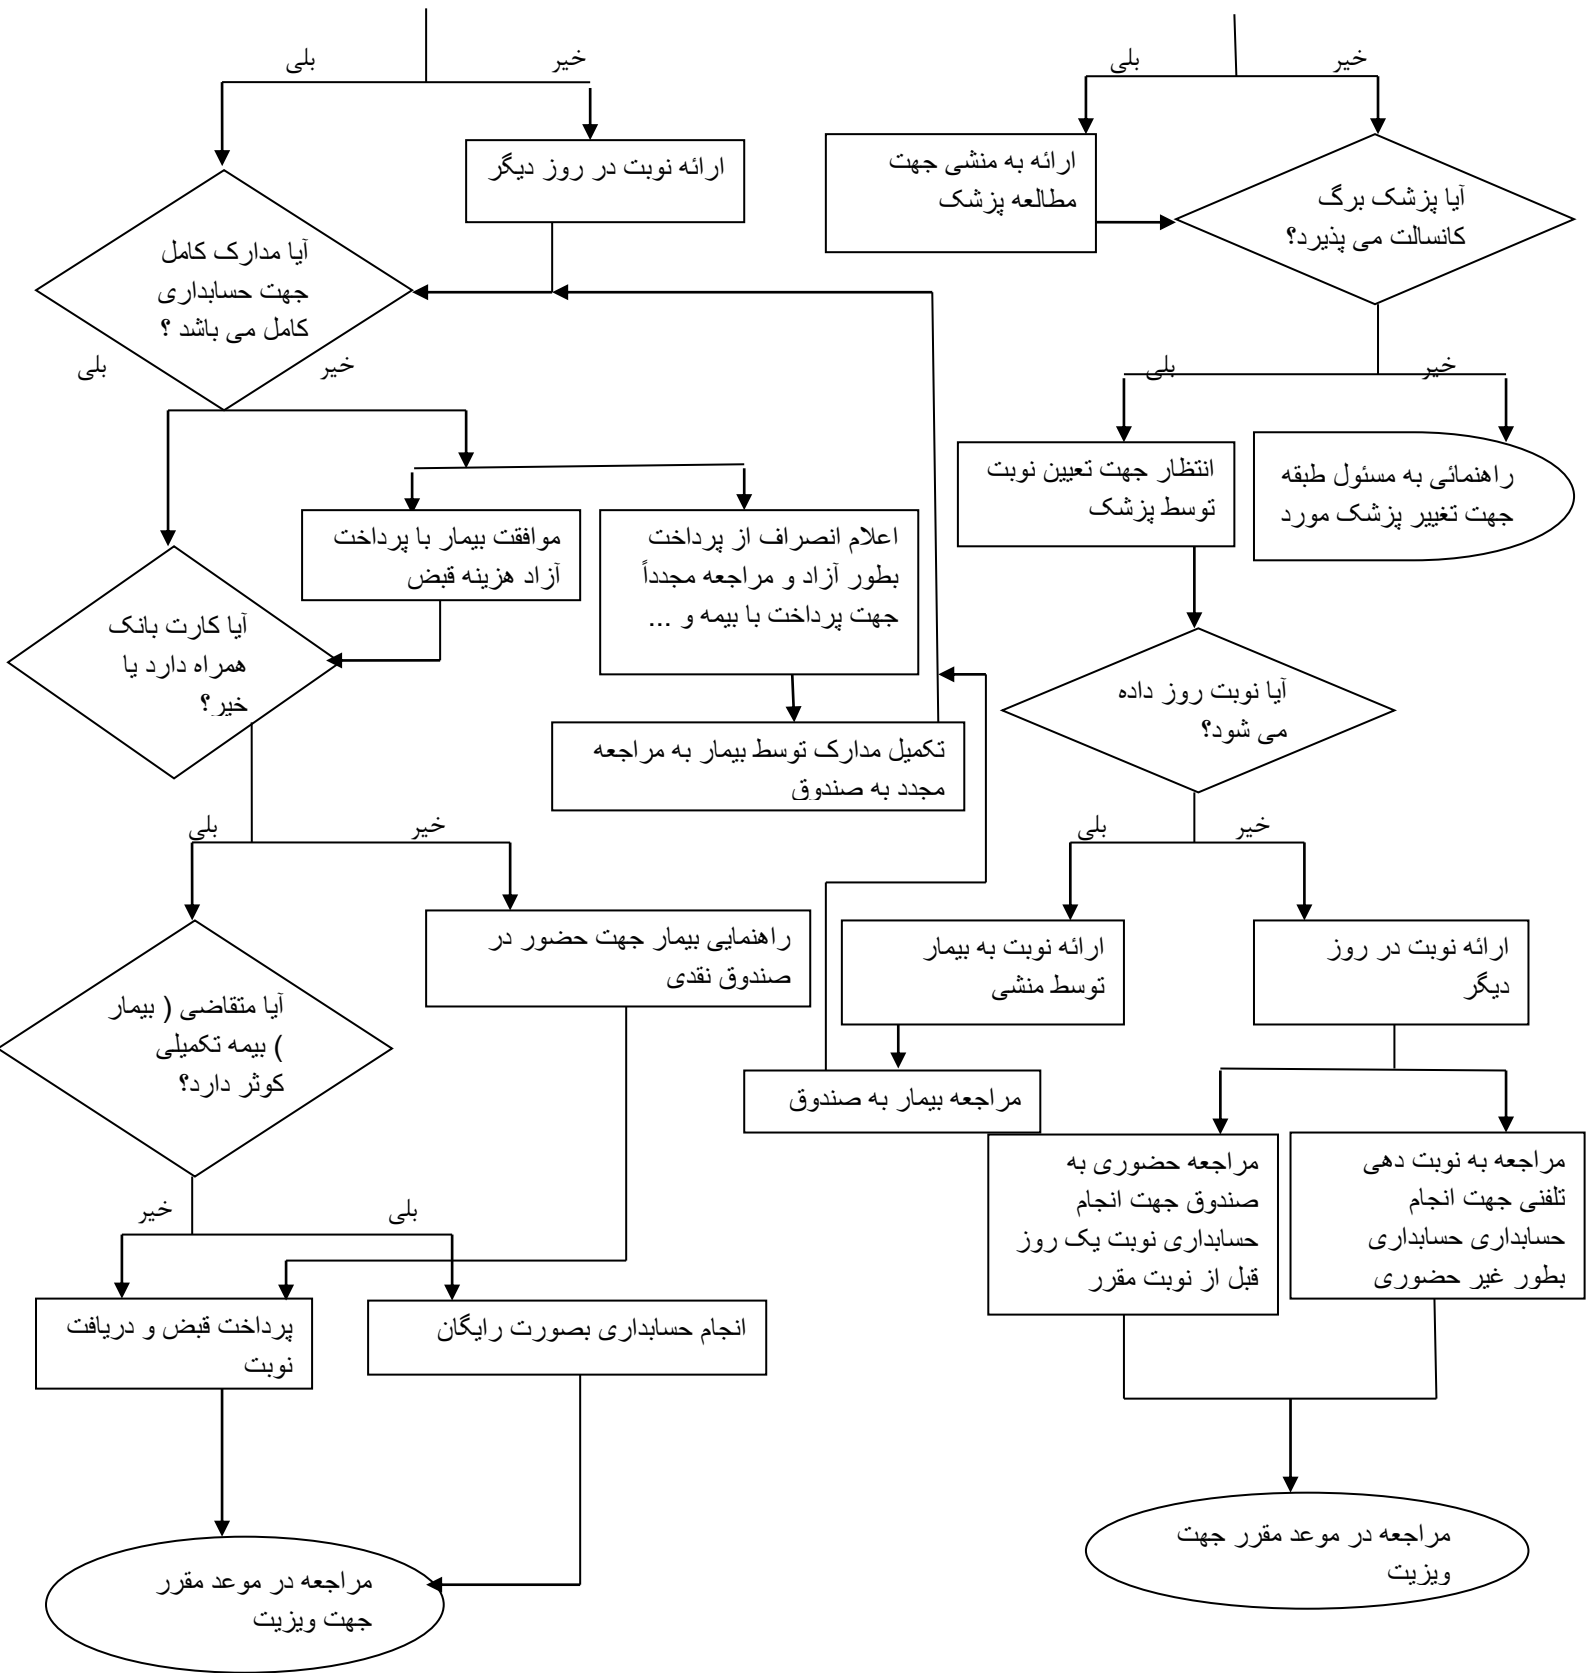 خیر
بلی
خیر
بلی
ارائه به منشی جهت
مطالعه پزشک
آیا پزشک برگ
کانسالت می پذیرد؟
خیر
بلی
انتظار جهت تعیین نوبت
توسط پزشک
راهنمائی به مسئول طبقه
جهت تغییر پزشک مورد
آیا نوبت روز داده
می شود؟
خیر
بلی
ارائه نوبت به بیمار
توسط منشی
ارائه نوبت در روز
دیگر
مراجعه بیمار به صندوق
مراجعه حضوری به
صندوق جهت انجام
حسابداری نوبت یک روز
قبل از نوبت مقرر
مراجعه به نوبت دهی
تلفنی جهت انجام
حسابداری حسابداری
بطور غیر حضوری
مراجعه در موعد مقرر جهت
ویزیت
ارائه نوبت در روز دیگر
آیا مدارک کامل
جهت حسابداری
کامل می باشد ؟
خیر
بلی
موافقت بیمار با پرداخت
آزاد هزینه قبض
اعلام انصراف از پرداخت
بطور آزاد و مراجعه مجدداً
جهت پرداخت با بیمه و ...
تکمیل مدارک توسط بیمار به مراجعه
مجدد به صندوق
آیا کارت بانک
همراه دارد یا
خیر؟
خیر
بلی
راهنمایی بیمار جهت حضور در
صندوق نقدی
آیا متقاضی ( بیمار
) بیمه تکمیلی
کوثر دارد؟
بلی
خیر
پرداخت قبض و دریافت
نوبت
انجام حسابداری بصورت رایگان
مراجعه در موعد مقرر
جهت ویزیت